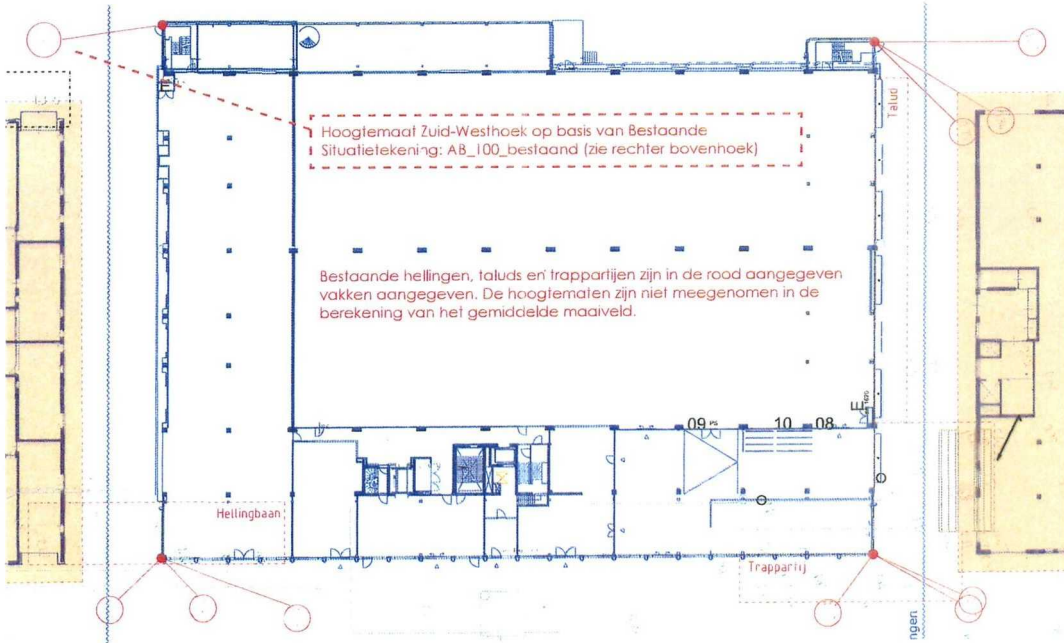 Talud
Hoogtemaat Zuid-Westhoek op basis van Bestaande
Situatietekening: AB_100_bestaand (zie rechter bovenhoek)
Bestaande hellingen, taluds en trappartijen zijn in de rood aangegeven
vakken aangegeven. De hoogtematen zijn niet meegenomen in de
berekening van het gemiddelde maaiveld.
E
E
09 10 08
Hellingbaan
Trappartij
ngen